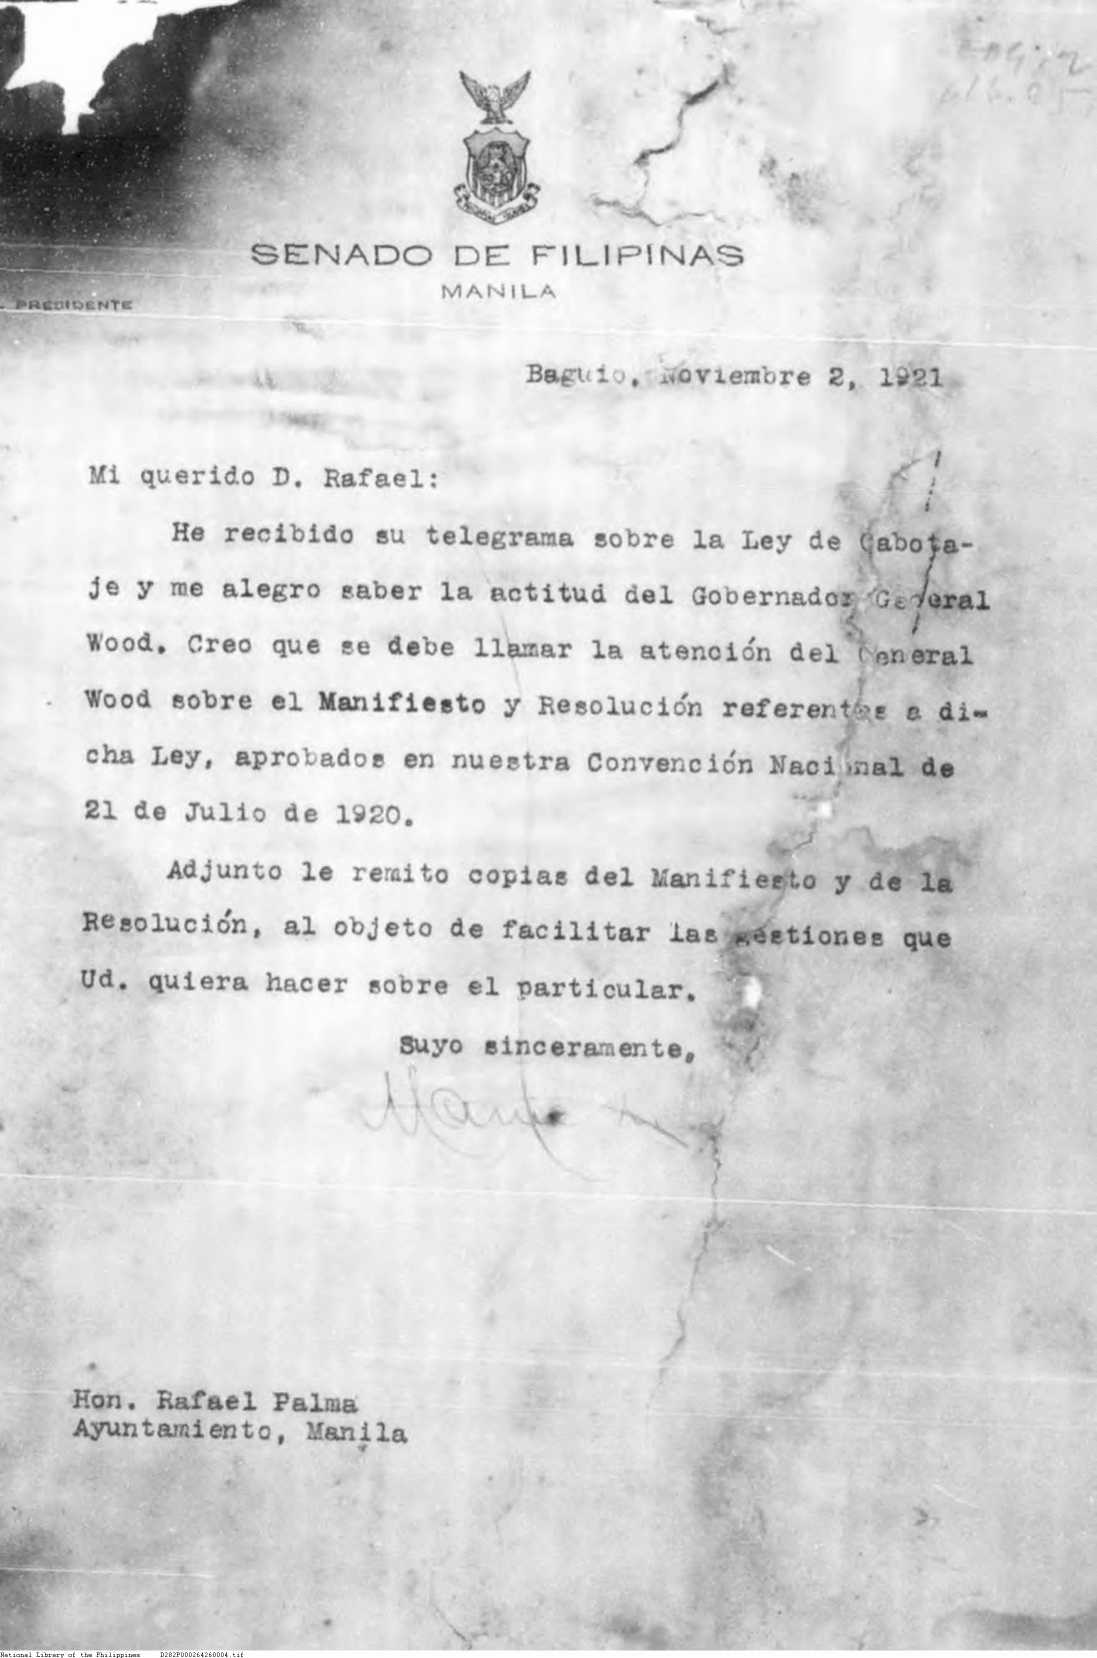 SENADO DE FILIPINAS
MANILA
PRESIDENTE
Baguio, Noviembre 2, 1921
Mi querido D. Rafael:
He recibido su telegrama sobre la Ley de Cabota-
je y me alegro saber la actitud del Gobernador General
Wood. Creo que se debe llamar la atención del General
Wood sobre el Manifiesto y Resolución referentes a di-
cha Ley, aprobados en nuestra Convención Nacional de
21 de Julio de 1920.
Adjunto le remito copias del Manifiesto y de la
Resolución, al objeto de facilitar las gestiones que
Ud. quiera hacer sobre el particular.
Suyo sinceramente,
Hon. Rafael Palma
Ayuntamiento, Manila
National Library of the Philippines D282P000264260004.tif